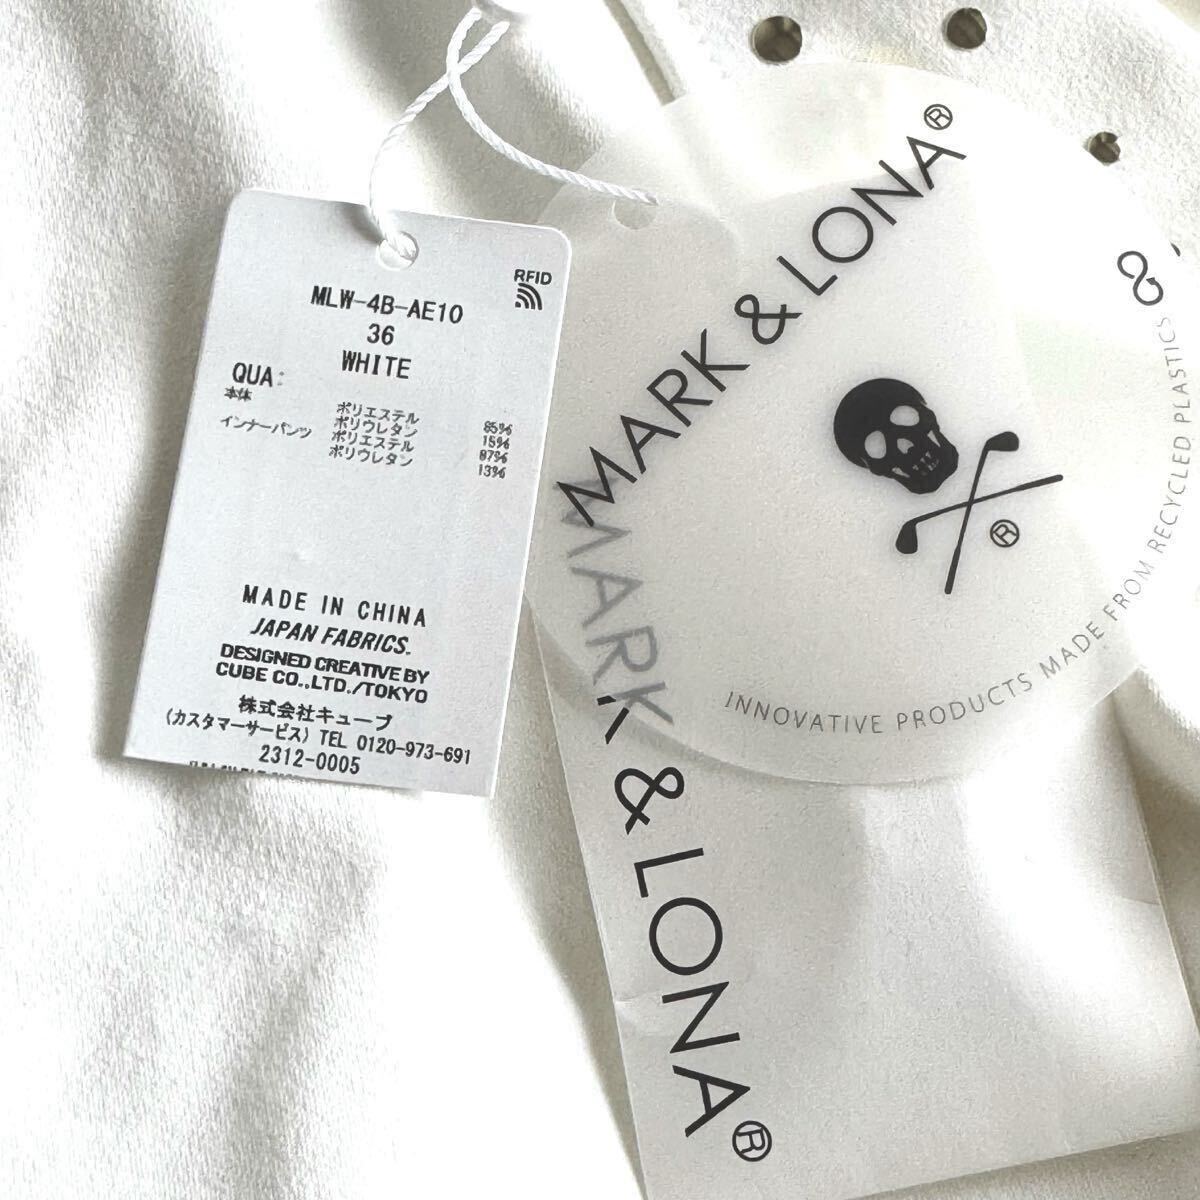 RFID
MLW-4B-AE10
36
WHITE
QUA:
本体 ポリエステル 85%
ポリウレタン 15%
インナーパンツ ポリエステル 87%
ポリウレタン 13%
MADE IN CHINA
JAPAN FABRICS.
DESIGNED CREATIVE BY
CUBE CO.,LTD./TOKYO
株式会社キューブ
(カスタマーサービス) TEL 0120-973-691
2312-0005
MARK & LONA®
®
INNOVATIVE PRODUCTS MADE FROM RECYCLED PLASTICS
MARK & LONA®